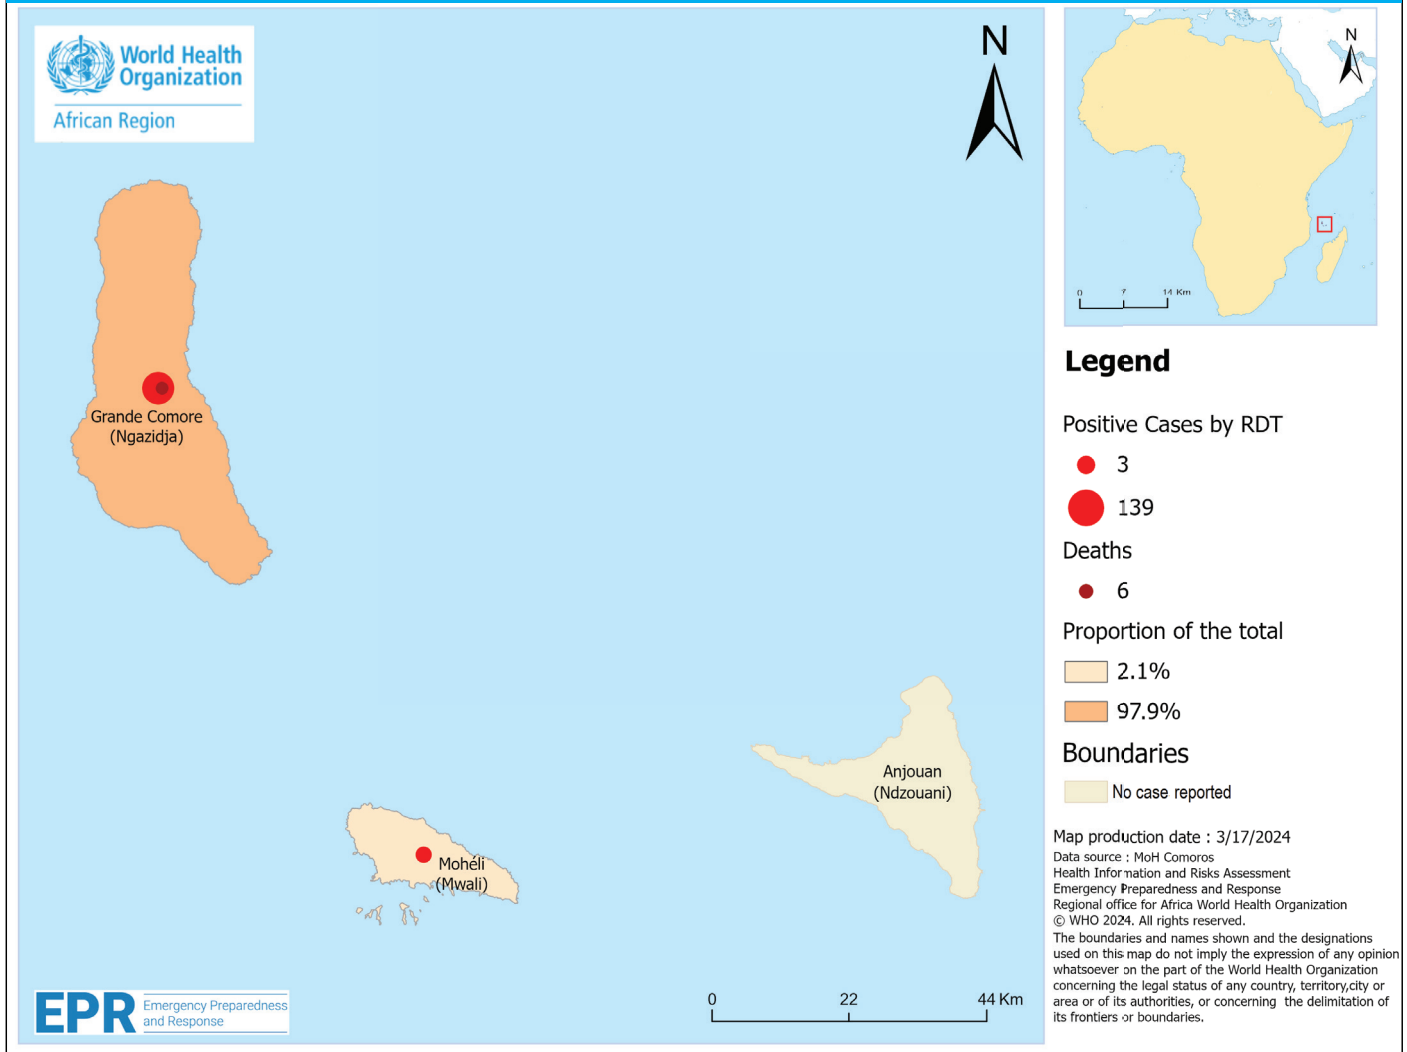 World Health
Organization
African Region
N
Grande Comore
(Ngazidja)
Mohéli
(Mwali)
Anjouan
(Ndzouani)
EPR Emergency Preparedness
and Response
0 22 44 Km
N
0 7 14 Km
Legend
Positive Cases by RDT
3
139
Deaths
6
Proportion of the total
2.1%
97.9%
Boundaries
No case reported
Map production date : 3/17/2024
Data source : MoH Comoros
Health Information and Risks Assessment
Emergency Preparedness and Response
Regional office for Africa World Health Organization
© WHO 2024. All rights reserved.
The boundaries and names shown and the designations
used on this map do not imply the expression of any opinion
whatsoever on the part of the World Health Organization
concerning the legal status of any country, territory,city or
area or of its authorities, or concerning the delimitation of
its frontiers or boundaries.